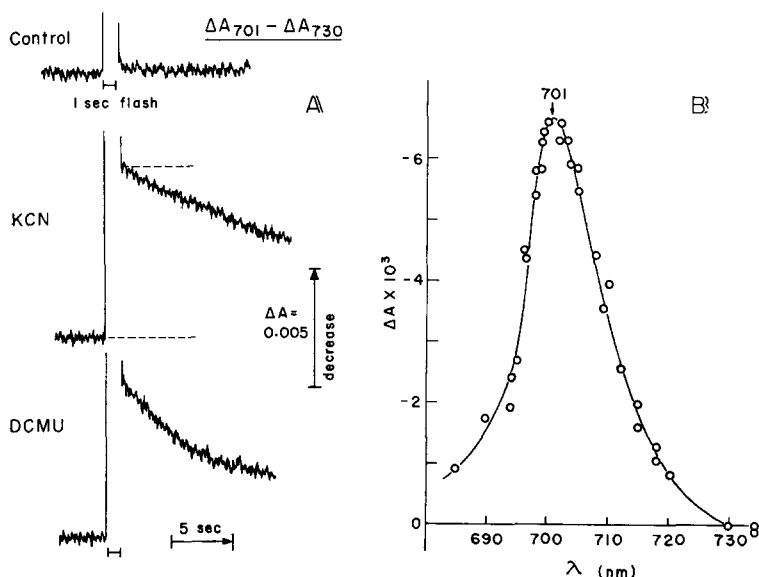 Control
ΔA701 – ΔA730
1 sec flash
A)
KCN
ΔA =
0.005
decrease
DCMU
5 sec
701
B)
-6
-4
-2
0
ΔA X 10³
690 700 710 720 730
8
λ (nm)